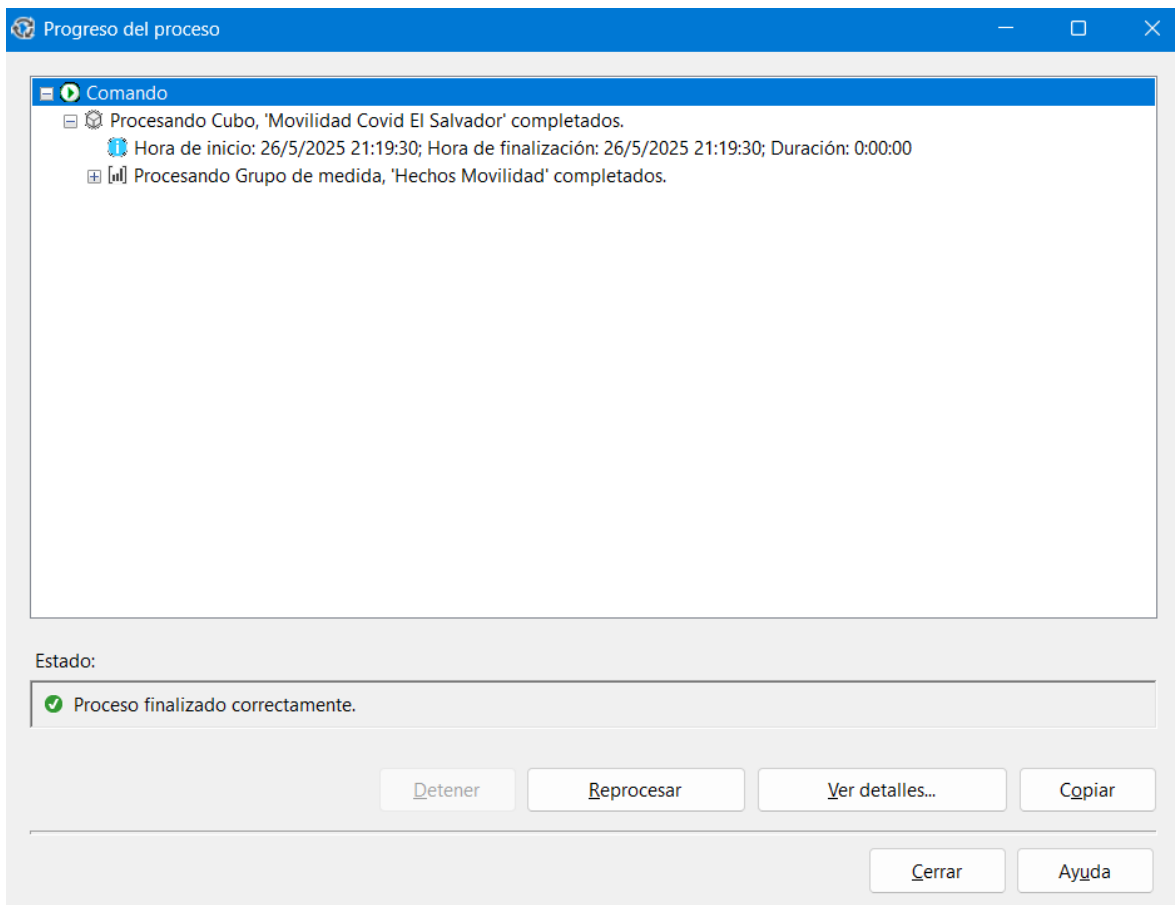 Progreso del proceso
Comando
Procesando Cubo, 'Movilidad Covid El Salvador' completados.
Hora de inicio: 26/5/2025 21:19:30; Hora de finalización: 26/5/2025 21:19:30; Duración: 0:00:00
Procesando Grupo de medida, 'Hechos Movilidad' completados.
Estado:
Proceso finalizado correctamente.
Detener Reprocesar Ver detalles... Copiar
Cerrar Ayuda